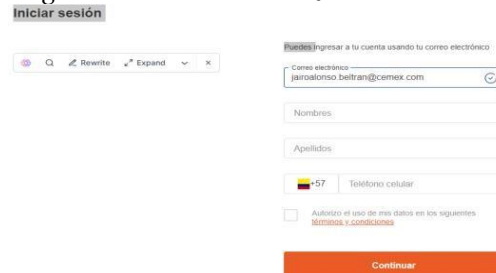 Iniciar sesión
Rewrite Expand
Puedes ingresar a tu cuenta usando tu correo electrónico
Correo electrónico
jairoalonso.beltran@cemex.com
Nombres
Apellidos
+57 Teléfono celular
Autorizo el uso de mis datos en los siguientes
términos y condiciones
Continuar